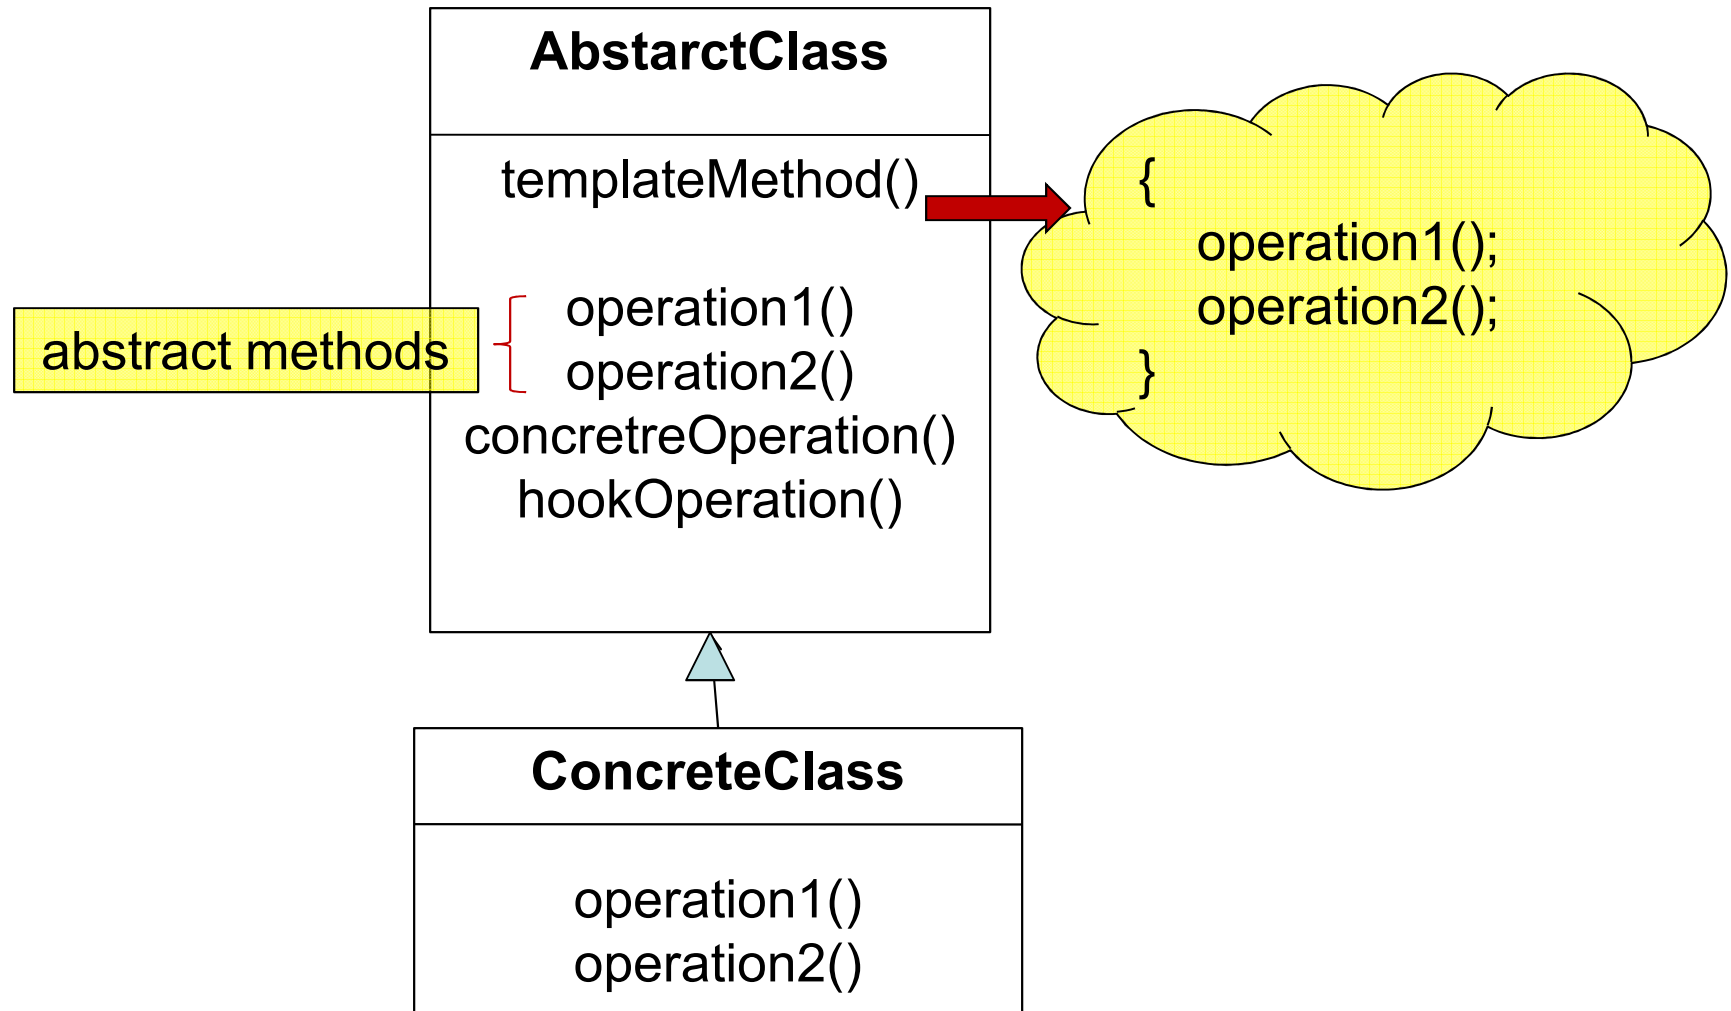 AbstarctClass
templateMethod()
operation1()
operation2()
concretreOperation()
hookOperation()
abstract methods
{
operation1();
operation2();
}
ConcreteClass
operation1()
operation2()